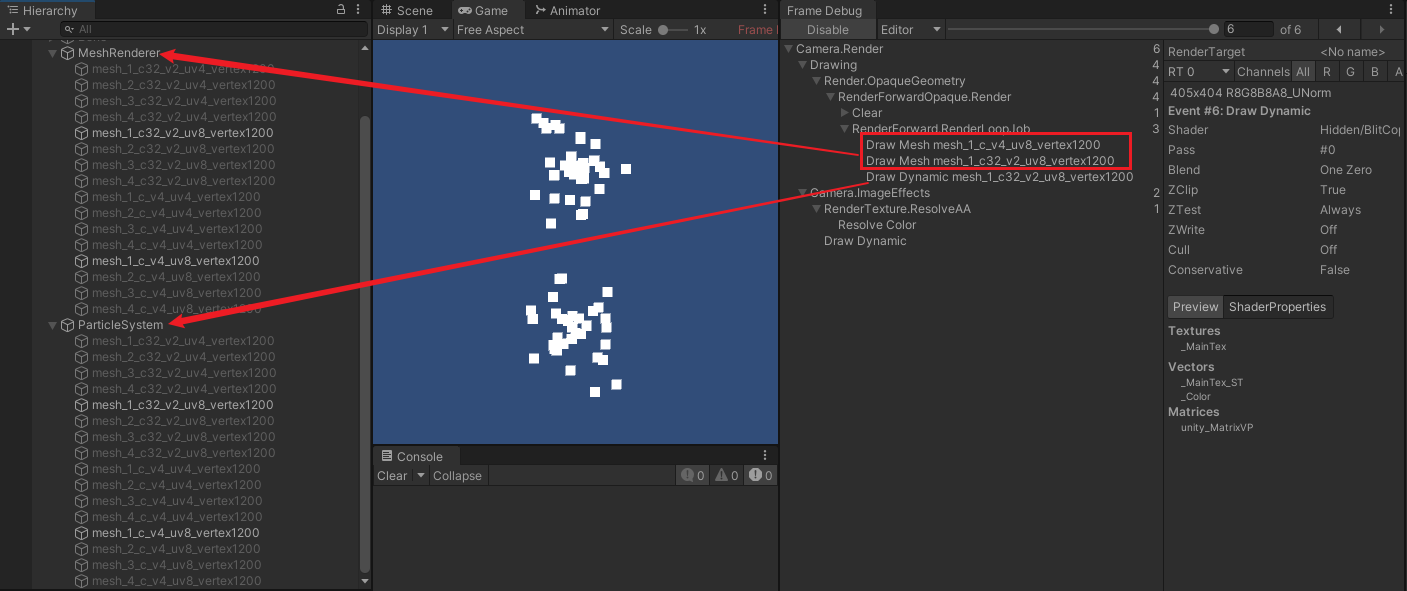 Hierarchy
All
MeshRenderer
mesh_1_c32_v2_uv4_vertex1200
mesh_2_c32_v2_uv4_vertex1200
mesh_3_c32_v2_uv4_vertex1200
mesh_4_c32_v2_uv4_vertex1200
mesh_1_c32_v2_uv8_vertex1200
mesh_2_c32_v2_uv8_vertex1200
mesh_3_c32_v2_uv8_vertex1200
mesh_4_c32_v2_uv8_vertex1200
mesh_1_c_v4_uv4_vertex1200
mesh_2_c_v4_uv4_vertex1200
mesh_3_c_v4_uv4_vertex1200
mesh_4_c_v4_uv4_vertex1200
mesh_1_c_v4_uv8_vertex1200
mesh_2_c_v4_uv8_vertex1200
mesh_3_c_v4_uv8_vertex1200
mesh_4_c_v4_uv8_vertex1200
ParticleSystem
mesh_1_c32_v2_uv4_vertex1200
mesh_2_c32_v2_uv4_vertex1200
mesh_3_c32_v2_uv4_vertex1200
mesh_4_c32_v2_uv4_vertex1200
mesh_1_c32_v2_uv8_vertex1200
mesh_2_c32_v2_uv8_vertex1200
mesh_3_c32_v2_uv8_vertex1200
mesh_4_c32_v2_uv8_vertex1200
mesh_1_c_v4_uv4_vertex1200
mesh_2_c_v4_uv4_vertex1200
mesh_3_c_v4_uv4_vertex1200
mesh_4_c_v4_uv4_vertex1200
mesh_1_c_v4_uv8_vertex1200
mesh_2_c_v4_uv8_vertex1200
mesh_3_c_v4_uv8_vertex1200
mesh_4_c_v4_uv8_vertex1200
Scene Game Animator
Display 1 Free Aspect Scale 1x Frame
Console
Clear Collapse 0 0 0
Frame Debug
Disable Editor 6 of 6
Camera.Render 6
Drawing 4
Render.OpaqueGeometry 4
RenderForwardOpaque.Render 4
Clear 1
RenderForward.RenderLoopJob 3
Draw Mesh mesh_1_c_v4_uv8_vertex1200
Draw Mesh mesh_1_c32_v2_uv8_vertex1200
Draw Dynamic mesh_1_c32_v2_uv8_vertex1200
Camera.ImageEffects 2
RenderTexture.ResolveAA 1
Resolve Color
Draw Dynamic
RenderTarget <No name>
RT 0 Channels All R G B A
405x404 R8G8B8A8_UNorm
Event #6: Draw Dynamic
Shader Hidden/BlitCop
Pass #0
Blend One Zero
ZClip True
ZTest Always
ZWrite Off
Cull Off
Conservative False
Preview ShaderProperties
Textures
_MainTex
Vectors
_MainTex_ST
_Color
Matrices
unity_MatrixVP